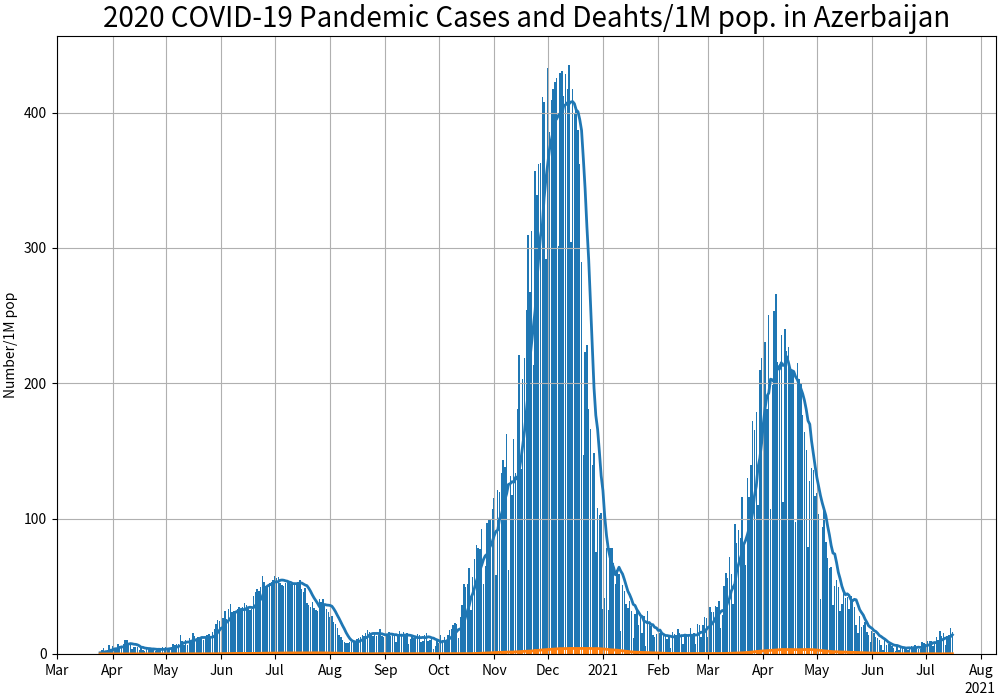 2020 COVID-19 Pandemic Cases and Deahts/1M pop. in Azerbaijan
Number/1M pop
400
300
200
100
0
Mar Apr May Jun Jul Aug Sep Oct Nov Dec 2021 Feb Mar Apr May Jun Jul Aug
2021